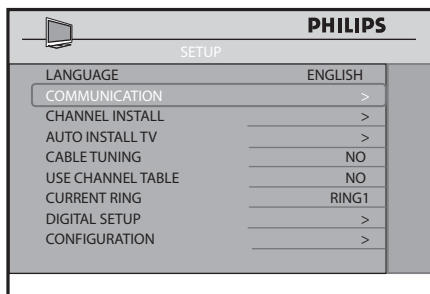 PHILIPS
SETUP
LANGUAGE ENGLISH
COMMUNICATION >
CHANNEL INSTALL >
AUTO INSTALL TV >
CABLE TUNING NO
USE CHANNEL TABLE NO
CURRENT RING RING1
DIGITAL SETUP >
CONFIGURATION >